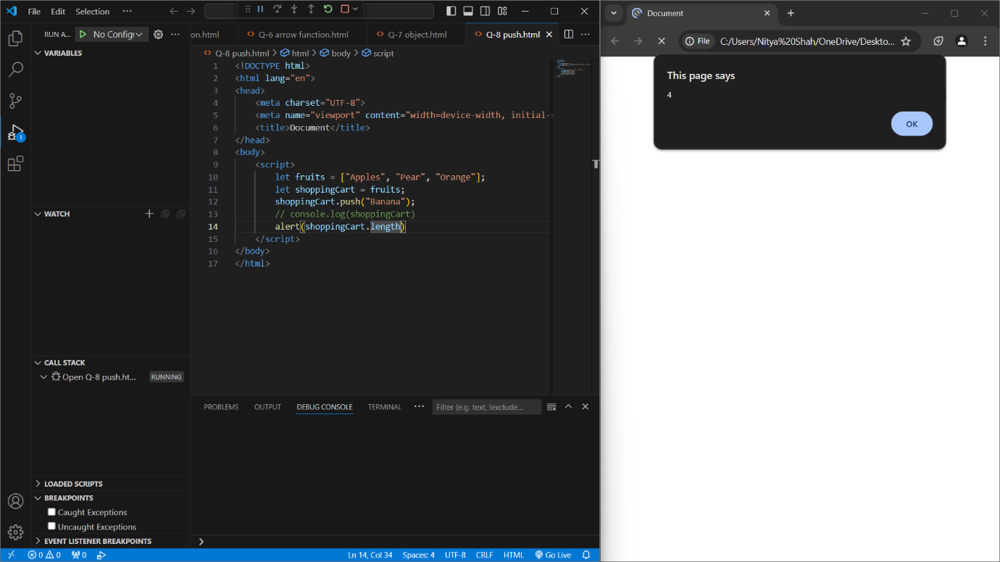 File Edit Selection ···
RUN A... No Config ···
VARIABLES
WATCH
CALL STACK
Open Q-8 push.ht... RUNNING
LOADED SCRIPTS
BREAKPOINTS
Caught Exceptions
Uncaught Exceptions
EVENT LISTENER BREAKPOINTS
on.html Q-6 arrow function.html Q-7 object.html Q-8 push.html ···
Q-8 push.html > html > body > script
1 <!DOCTYPE html>
2 <html lang="en">
3 <head>
4 <meta charset="UTF-8">
5 <meta name="viewport" content="width=device-width, initial-s
6 <title>Document</title>
7 </head>
8 <body>
9 <script>
10 let fruits = ["Apples", "Pear", "Orange"];
11 let shoppingCart = fruits;
12 shoppingCart.push("Banana");
13 // console.log(shoppingCart)
14 alert(shoppingCart.length)
15 </script>
16 </body>
17 </html>
PROBLEMS OUTPUT DEBUG CONSOLE TERMINAL ··· Filter (e.g. text, !exclude...
>
1
0 0 0 Ln 14, Col 34 Spaces: 4 UTF-8 CRLF HTML Go Live
Document
File C:/Users/Nitya%20Shah/OneDrive/Deskto...
This page says
4
OK